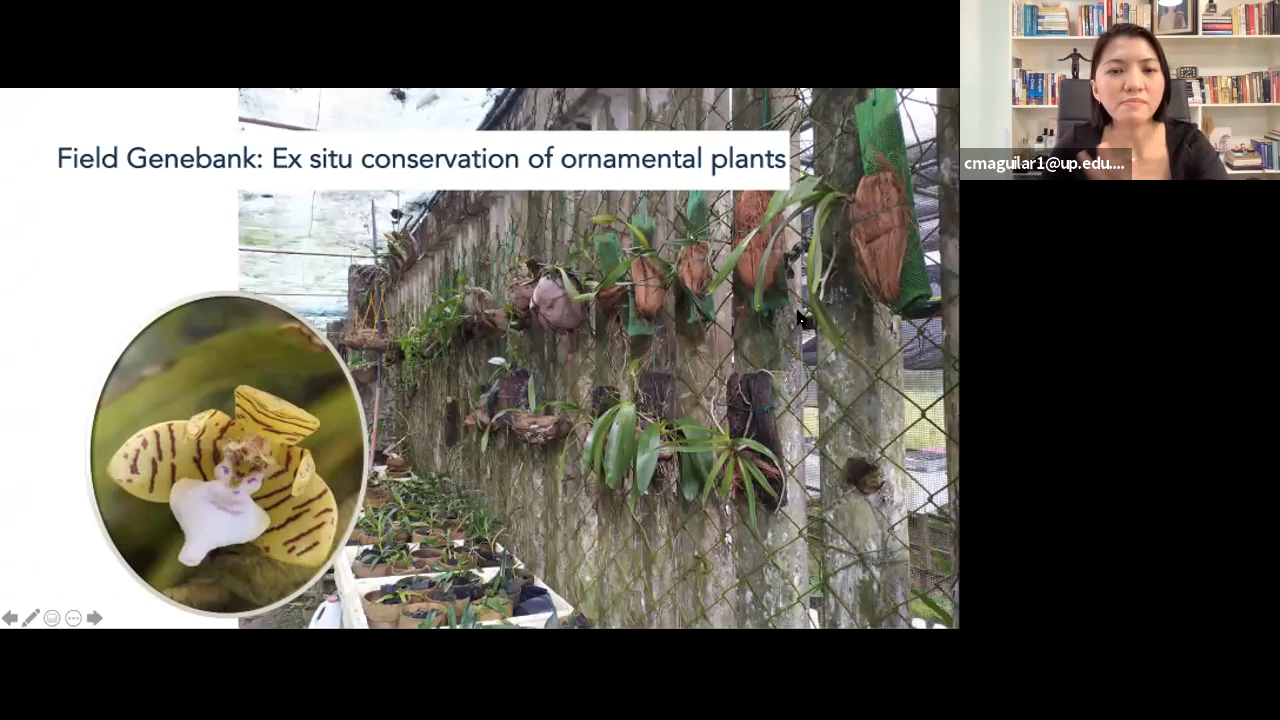 Field Genebank: Ex situ conservation of ornamental plants
cmaguilar1@up.edu....